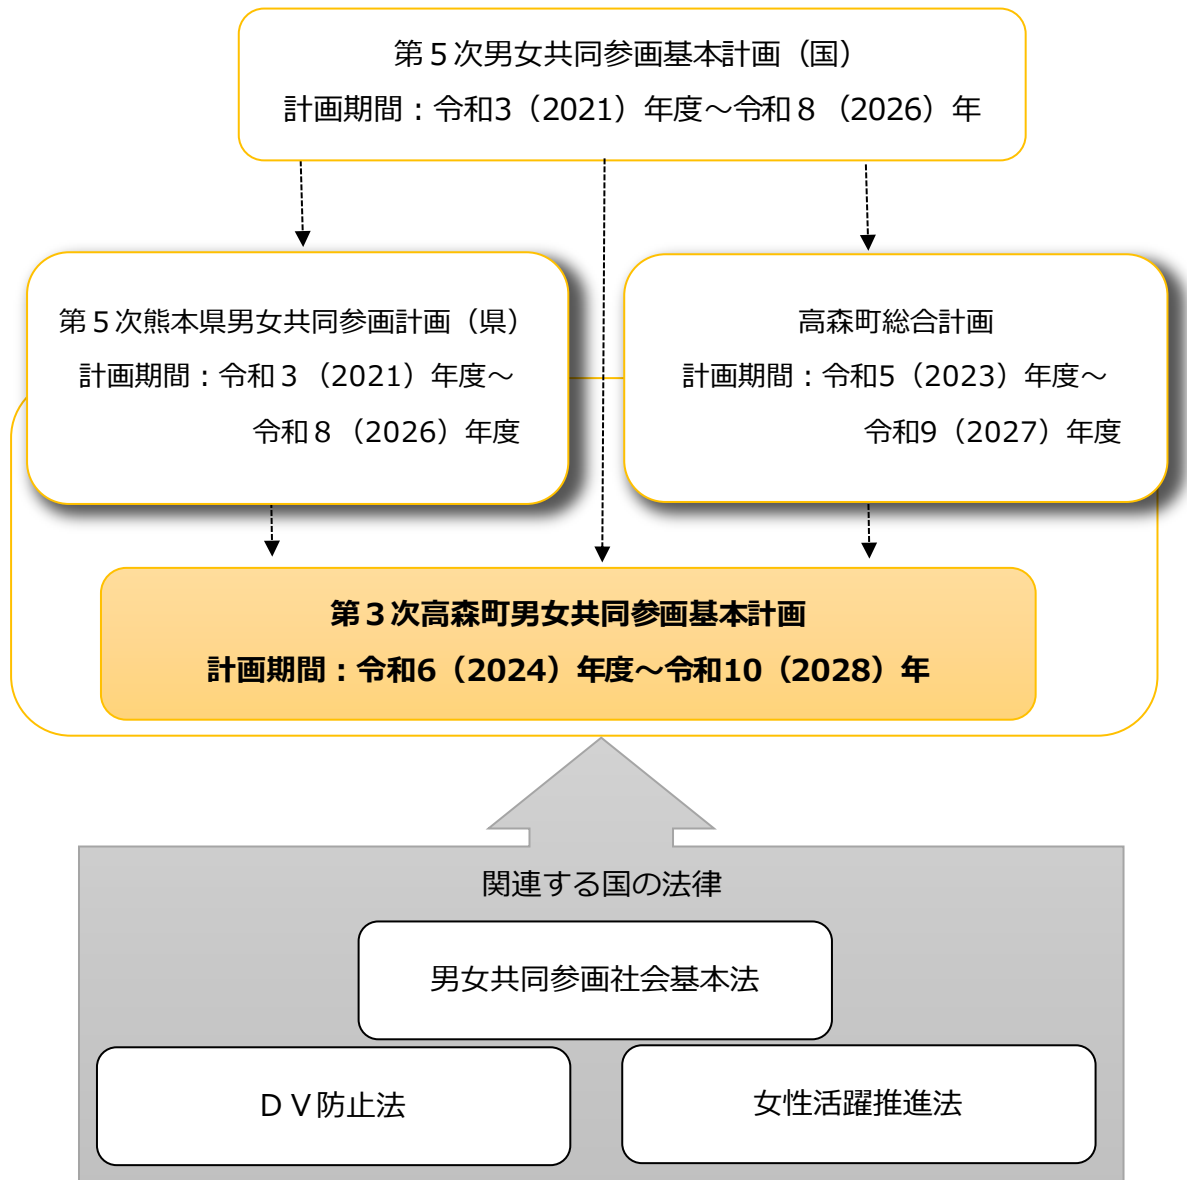 第５次男女共同参画基本計画（国）
計画期間：令和3（2021）年度～令和８（2026）年
第５次熊本県男女共同参画計画（県）
計画期間：令和３（2021）年度～
令和８（2026）年度
高森町総合計画
計画期間：令和5（2023）年度～
令和9（2027）年度
第３次高森町男女共同参画基本計画
計画期間：令和6（2024）年度～令和10（2028）年
関連する国の法律
男女共同参画社会基本法
ＤＶ防止法
女性活躍推進法